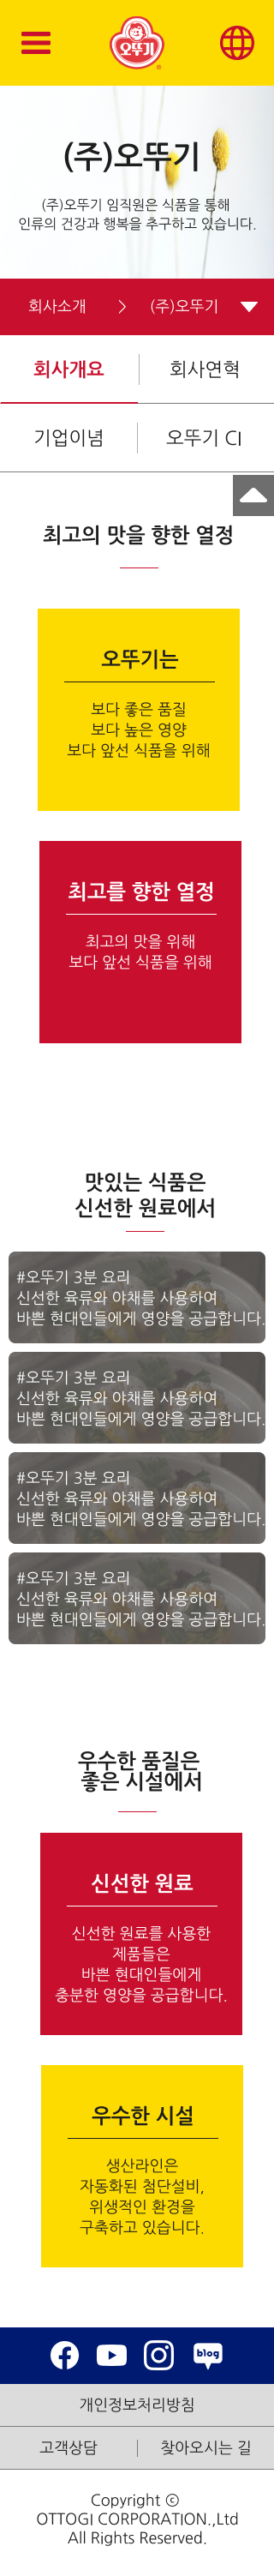 오뚜기
(주)오뚜기
(주)오뚜기 임직원은 식품을 통해
인류의 건강과 행복을 추구하고 있습니다.
회사소개 > (주)오뚜기
회사개요 회사연혁
기업이념 오뚜기 CI
최고의 맛을 향한 열정
오뚜기는
보다 좋은 품질
보다 높은 영양
보다 앞선 식품을 위해
최고를 향한 열정
최고의 맛을 위해
보다 앞선 식품을 위해
맛있는 식품은
신선한 원료에서
#오뚜기 3분 요리
신선한 육류와 야채를 사용하여
바쁜 현대인들에게 영양을 공급합니다.
#오뚜기 3분 요리
신선한 육류와 야채를 사용하여
바쁜 현대인들에게 영양을 공급합니다.
#오뚜기 3분 요리
신선한 육류와 야채를 사용하여
바쁜 현대인들에게 영양을 공급합니다.
#오뚜기 3분 요리
신선한 육류와 야채를 사용하여
바쁜 현대인들에게 영양을 공급합니다.
우수한 품질은
좋은 시설에서
신선한 원료
신선한 원료를 사용한
제품들은
바쁜 현대인들에게
충분한 영양을 공급합니다.
우수한 시설
생산라인은
자동화된 첨단설비,
위생적인 환경을
구축하고 있습니다.
blog
개인정보처리방침
고객상담 찾아오시는 길
Copyright ⓒ
OTTOGI CORPORATION.,Ltd
All Rights Reserved.